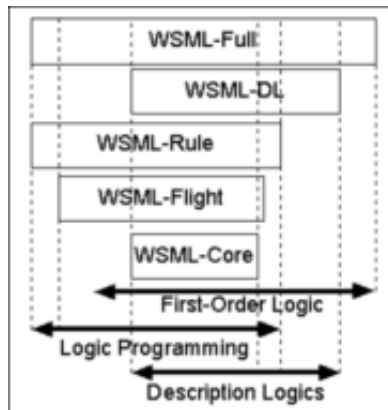 WSML-Full
WSML-DL
WSML-Rule
WSML-Flight
WSML-Core
First-Order Logic
Logic Programming
Description Logics